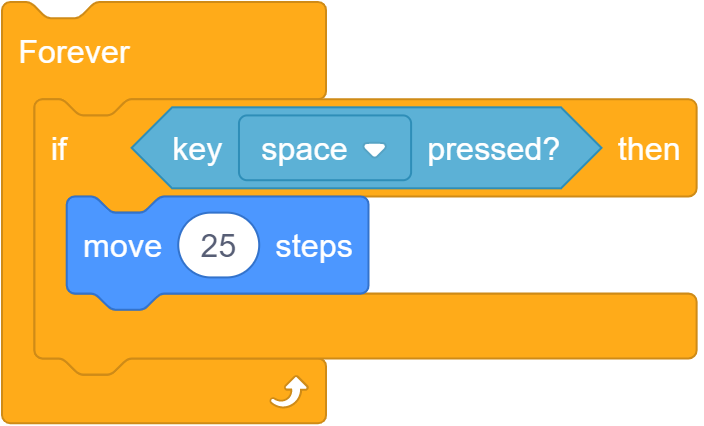 Forever
if key space pressed? then
move 25 steps